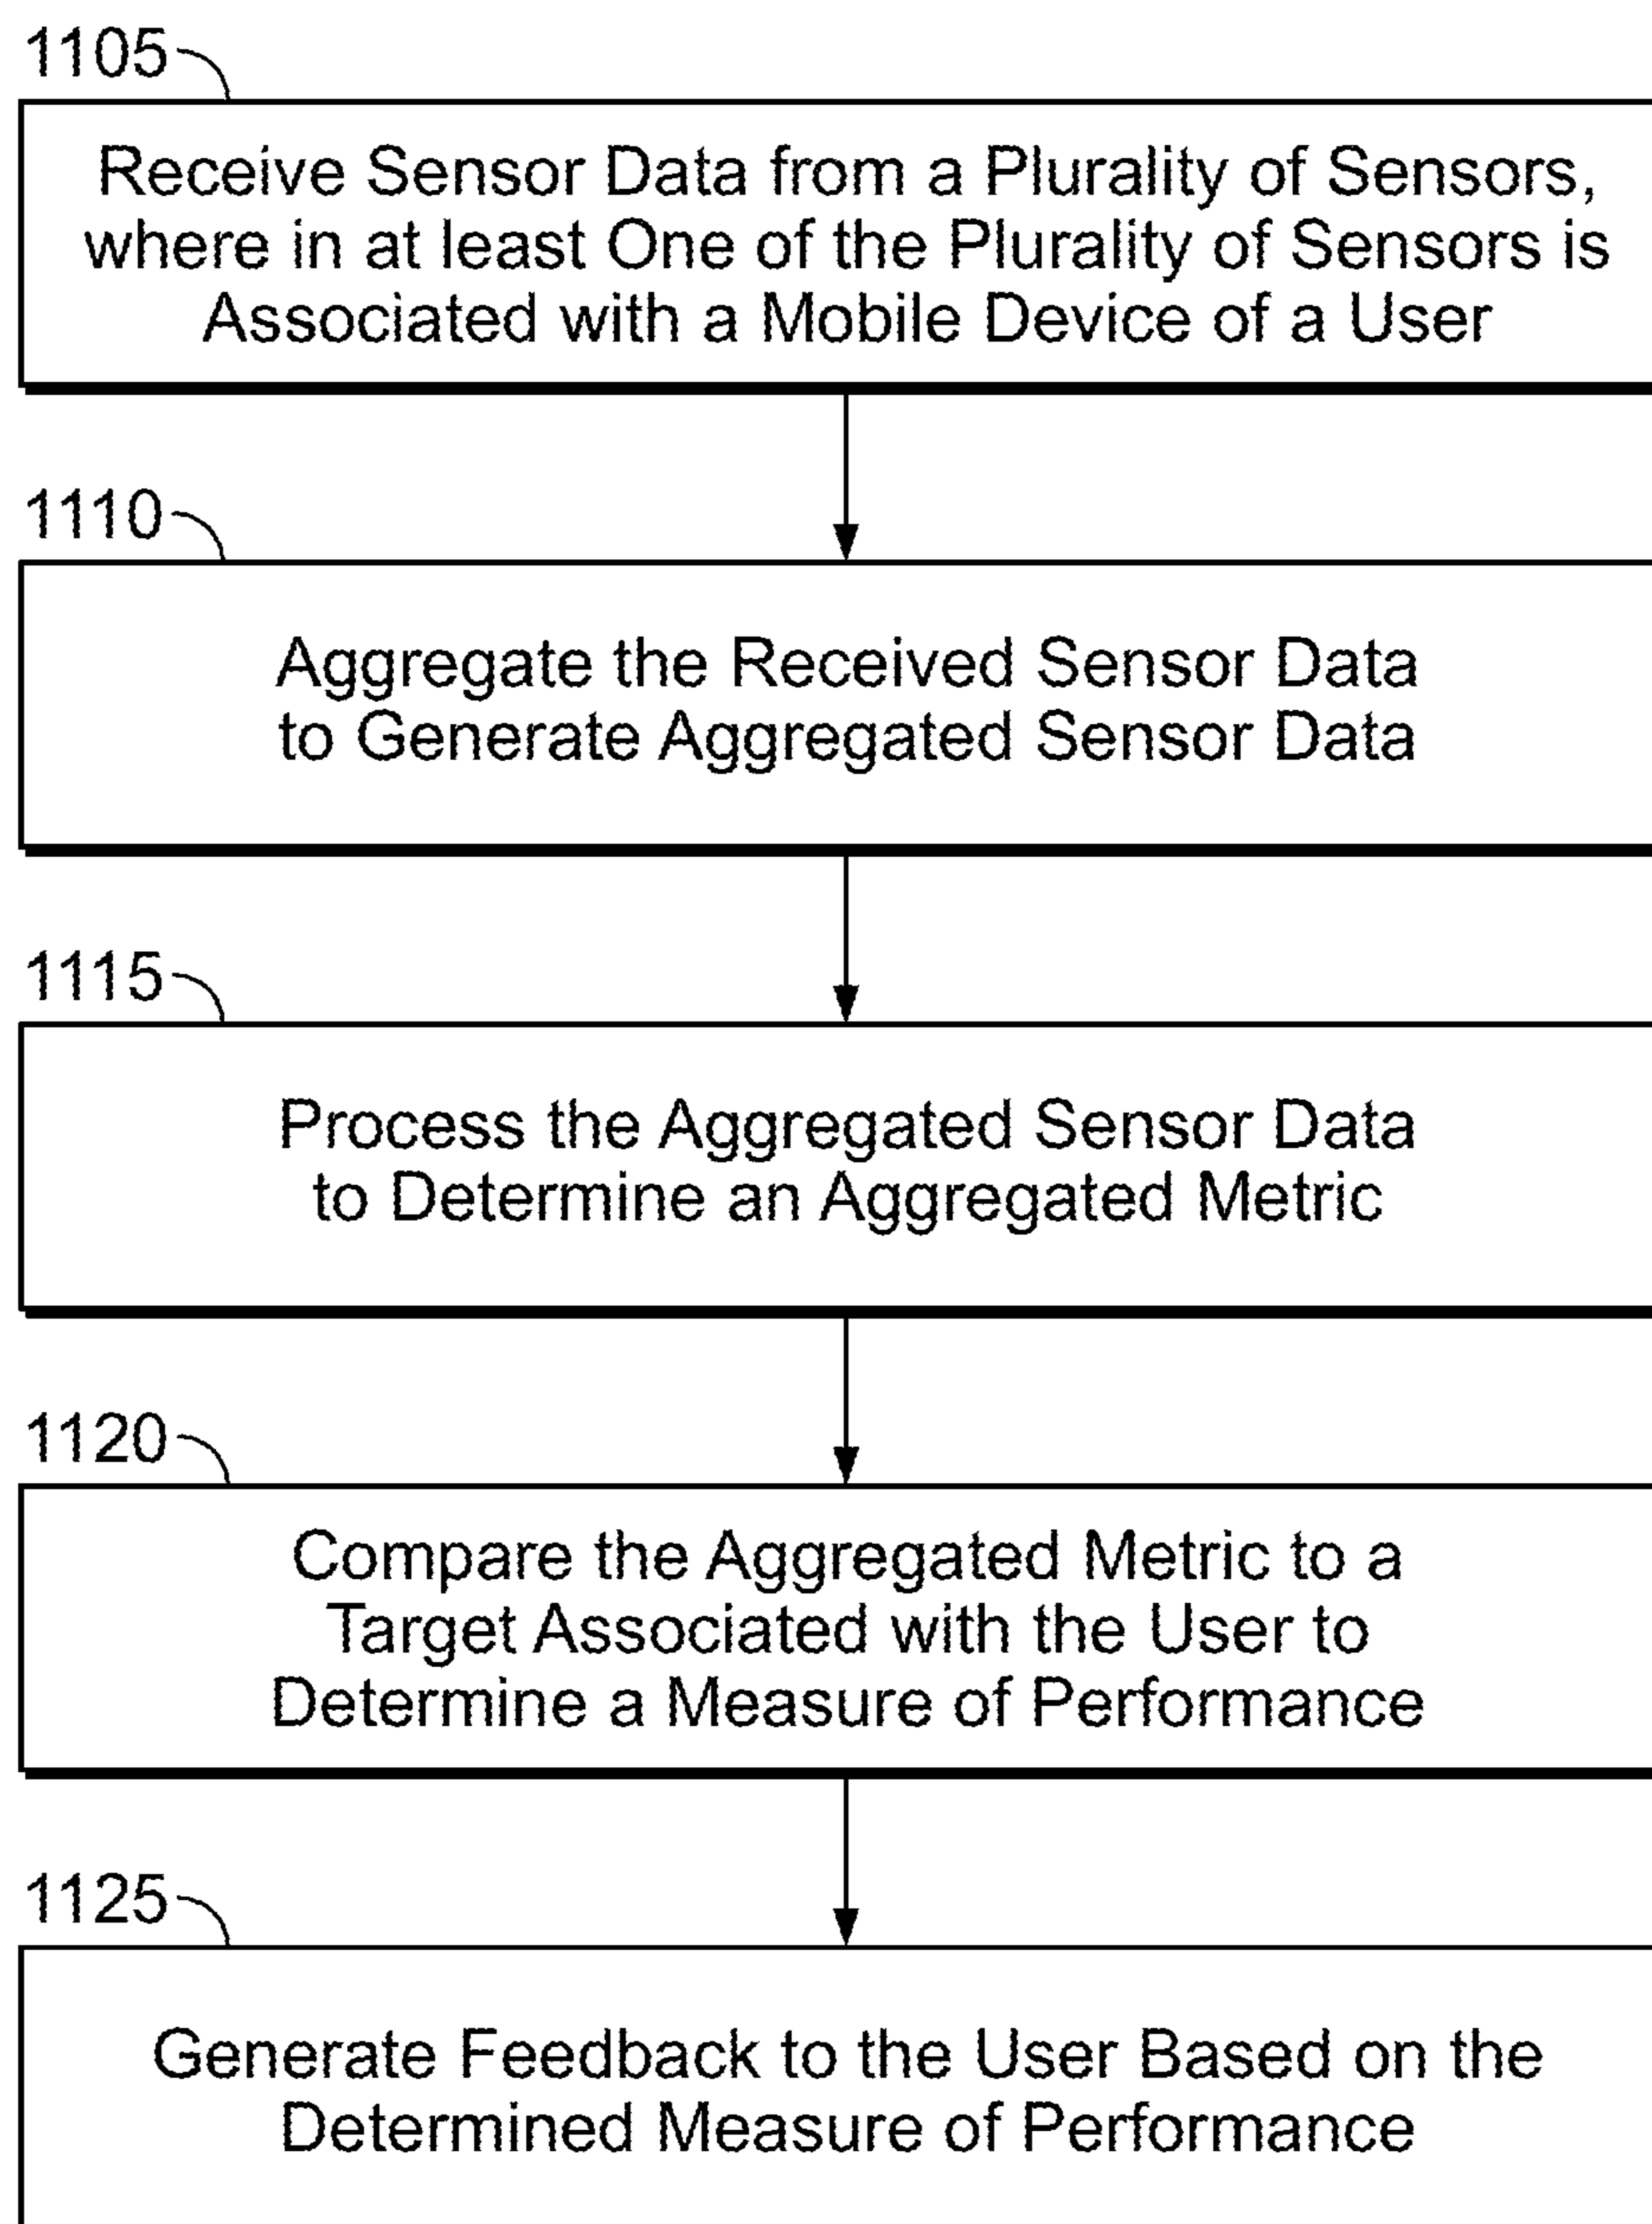 1105
Receive Sensor Data from a Plurality of Sensors,
where in at least One of the Plurality of Sensors is
Associated with a Mobile Device of a User
1110
Aggregate the Received Sensor Data
to Generate Aggregated Sensor Data
1115
Process the Aggregated Sensor Data
to Determine an Aggregated Metric
1120
Compare the Aggregated Metric to a
Target Associated with the User to
Determine a Measure of Performance
1125
Generate Feedback to the User Based on the
Determined Measure of Performance